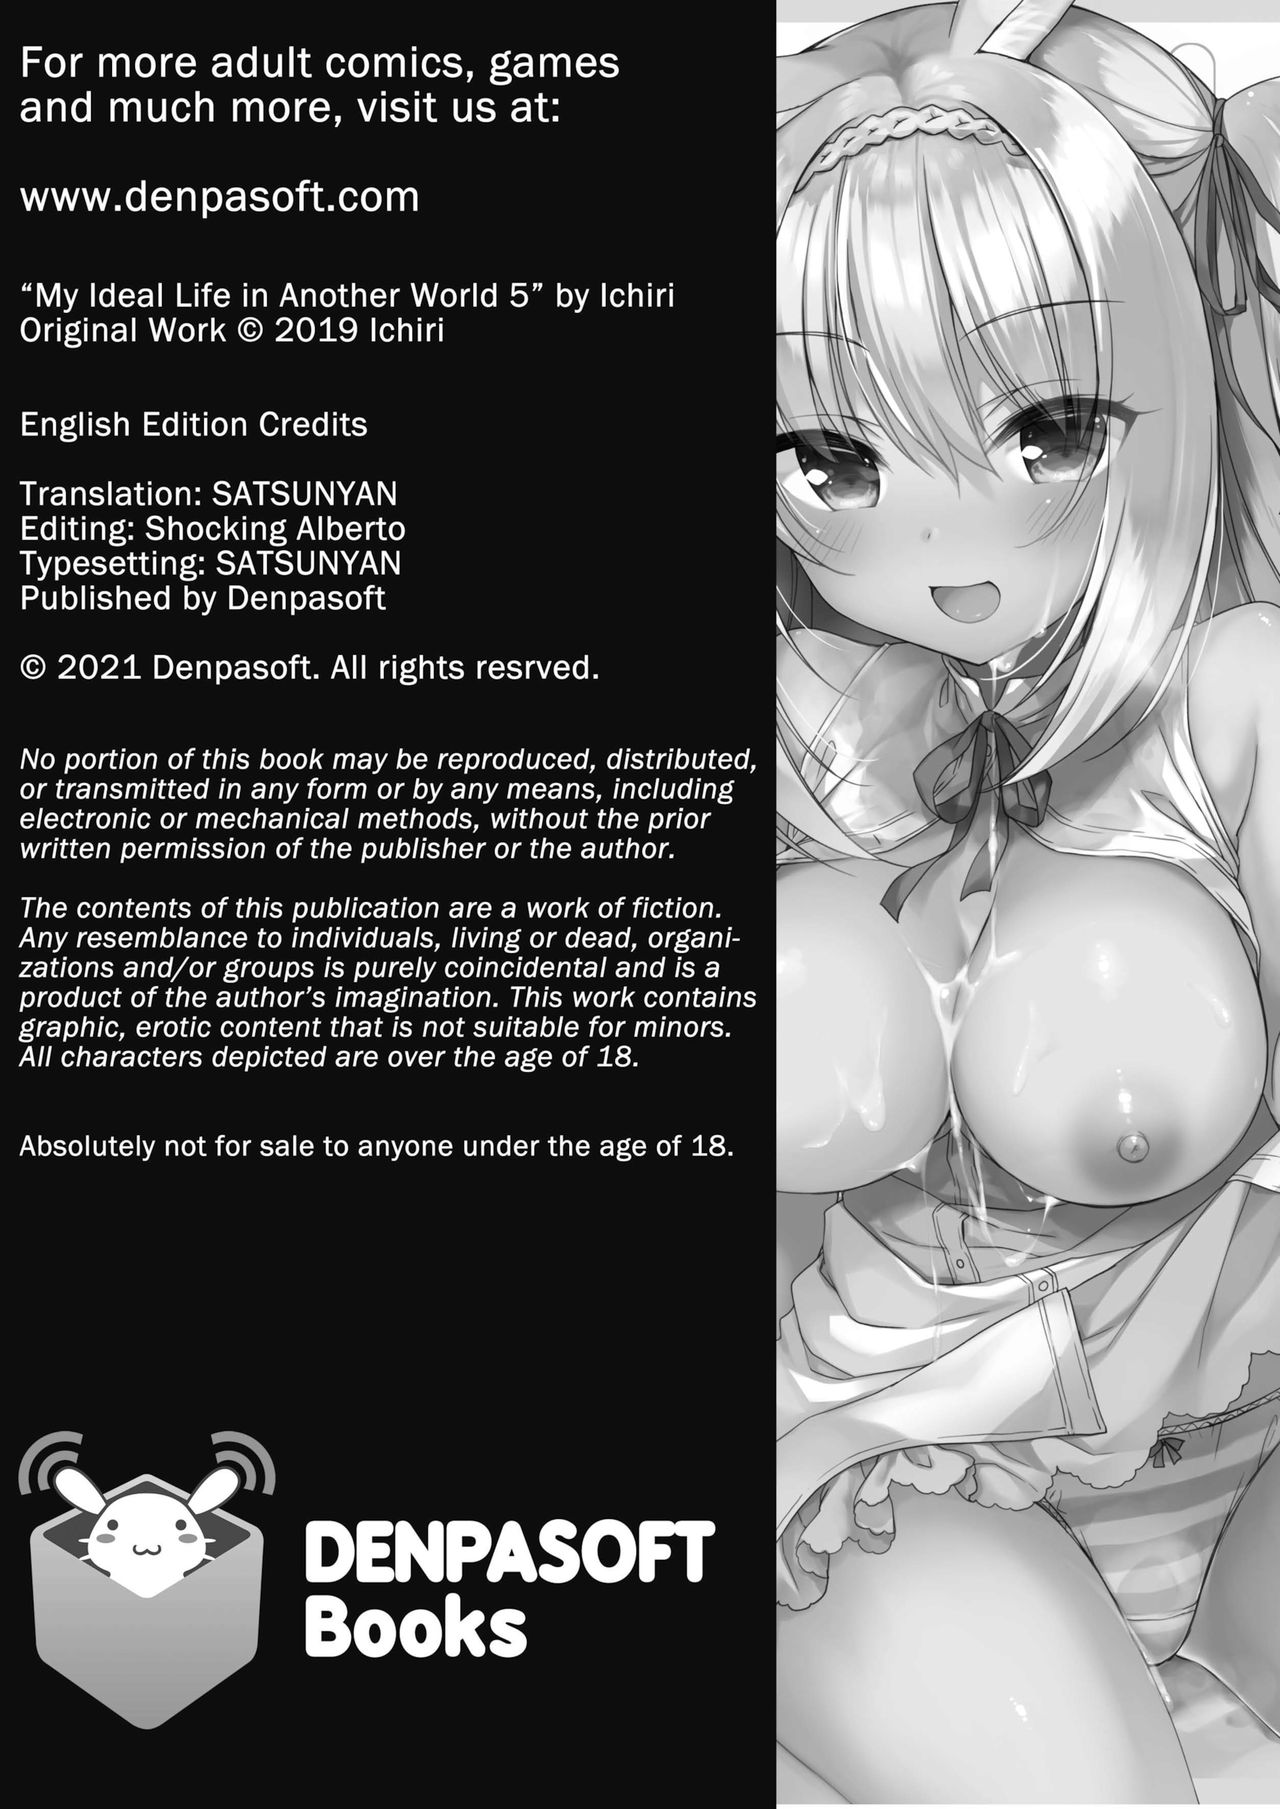 For more adult comics, games
and much more, visit us at:
www.denpasoft.com
“My Ideal Life in Another World 5” by Ichiri
Original Work © 2019 Ichiri
English Edition Credits
Translation: SATSUNYAN
Editing: Shocking Alberto
Typesetting: SATSUNYAN
Published by Denpasoft
© 2021 Denpasoft. All rights resrved.
No portion of this book may be reproduced, distributed,
or transmitted in any form or by any means, including
electronic or mechanical methods, without the prior
written permission of the publisher or the author.
The contents of this publication are a work of fiction.
Any resemblance to individuals, living or dead, organi-
zations and/or groups is purely coincidental and is a
product of the author’s imagination. This work contains
graphic, erotic content that is not suitable for minors.
All characters depicted are over the age of 18.
Absolutely not for sale to anyone under the age of 18.
DENPASOFT
Books